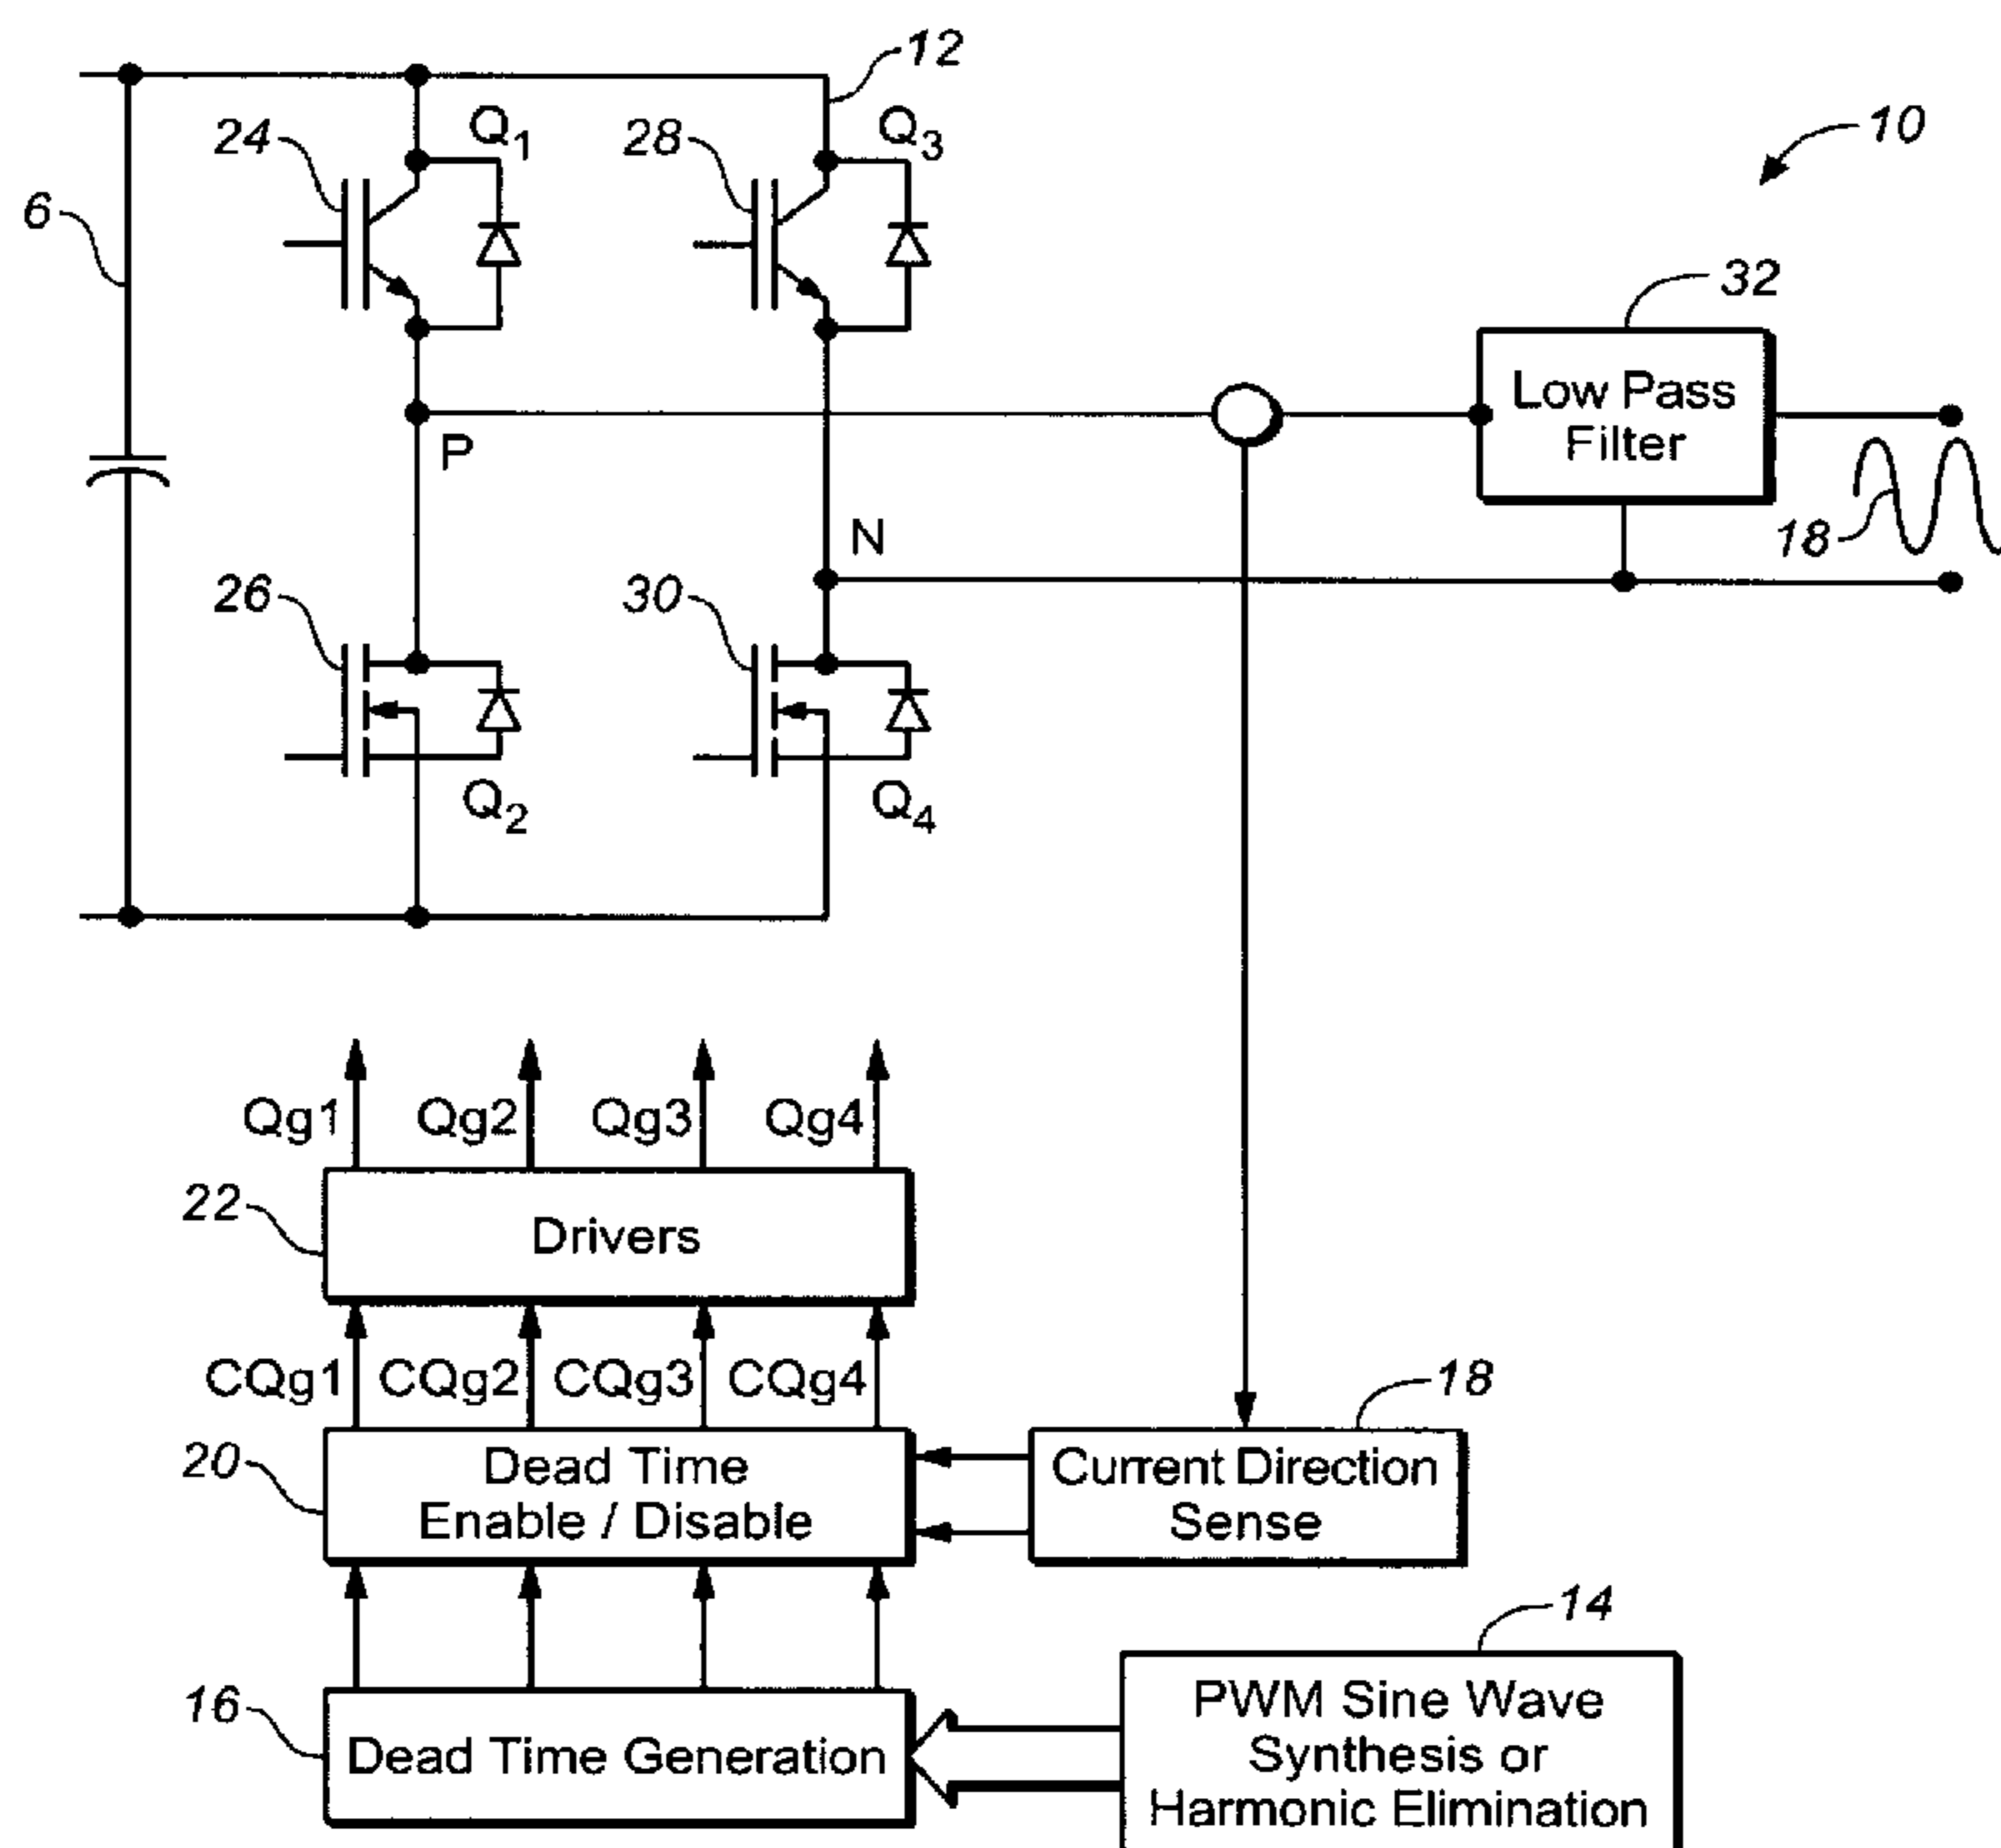 12
24
Q1
28
Q3
10
6
32
Low Pass
Filter
P
18
N
26
30
Q2
Q4
Qg1 Qg2 Qg3 Qg4
22
Drivers
CQg1 CQg2 CQg3 CQg4
18
20
Dead Time
Enable / Disable
Current Direction
Sense
14
16
Dead Time Generation
PWM Sine Wave
Synthesis or
Harmonic Elimination